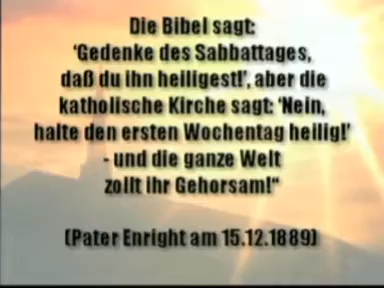 Die Bibel sagt:
'Gedenke des Sabbattages,
daß du ihn heiligest!', aber die
katholische Kirche sagt: 'Nein,
halte den ersten Wochentag heilig!'
- und die ganze Welt
zollt ihr Gehorsam!"
(Pater Enright am 15.12.1889)